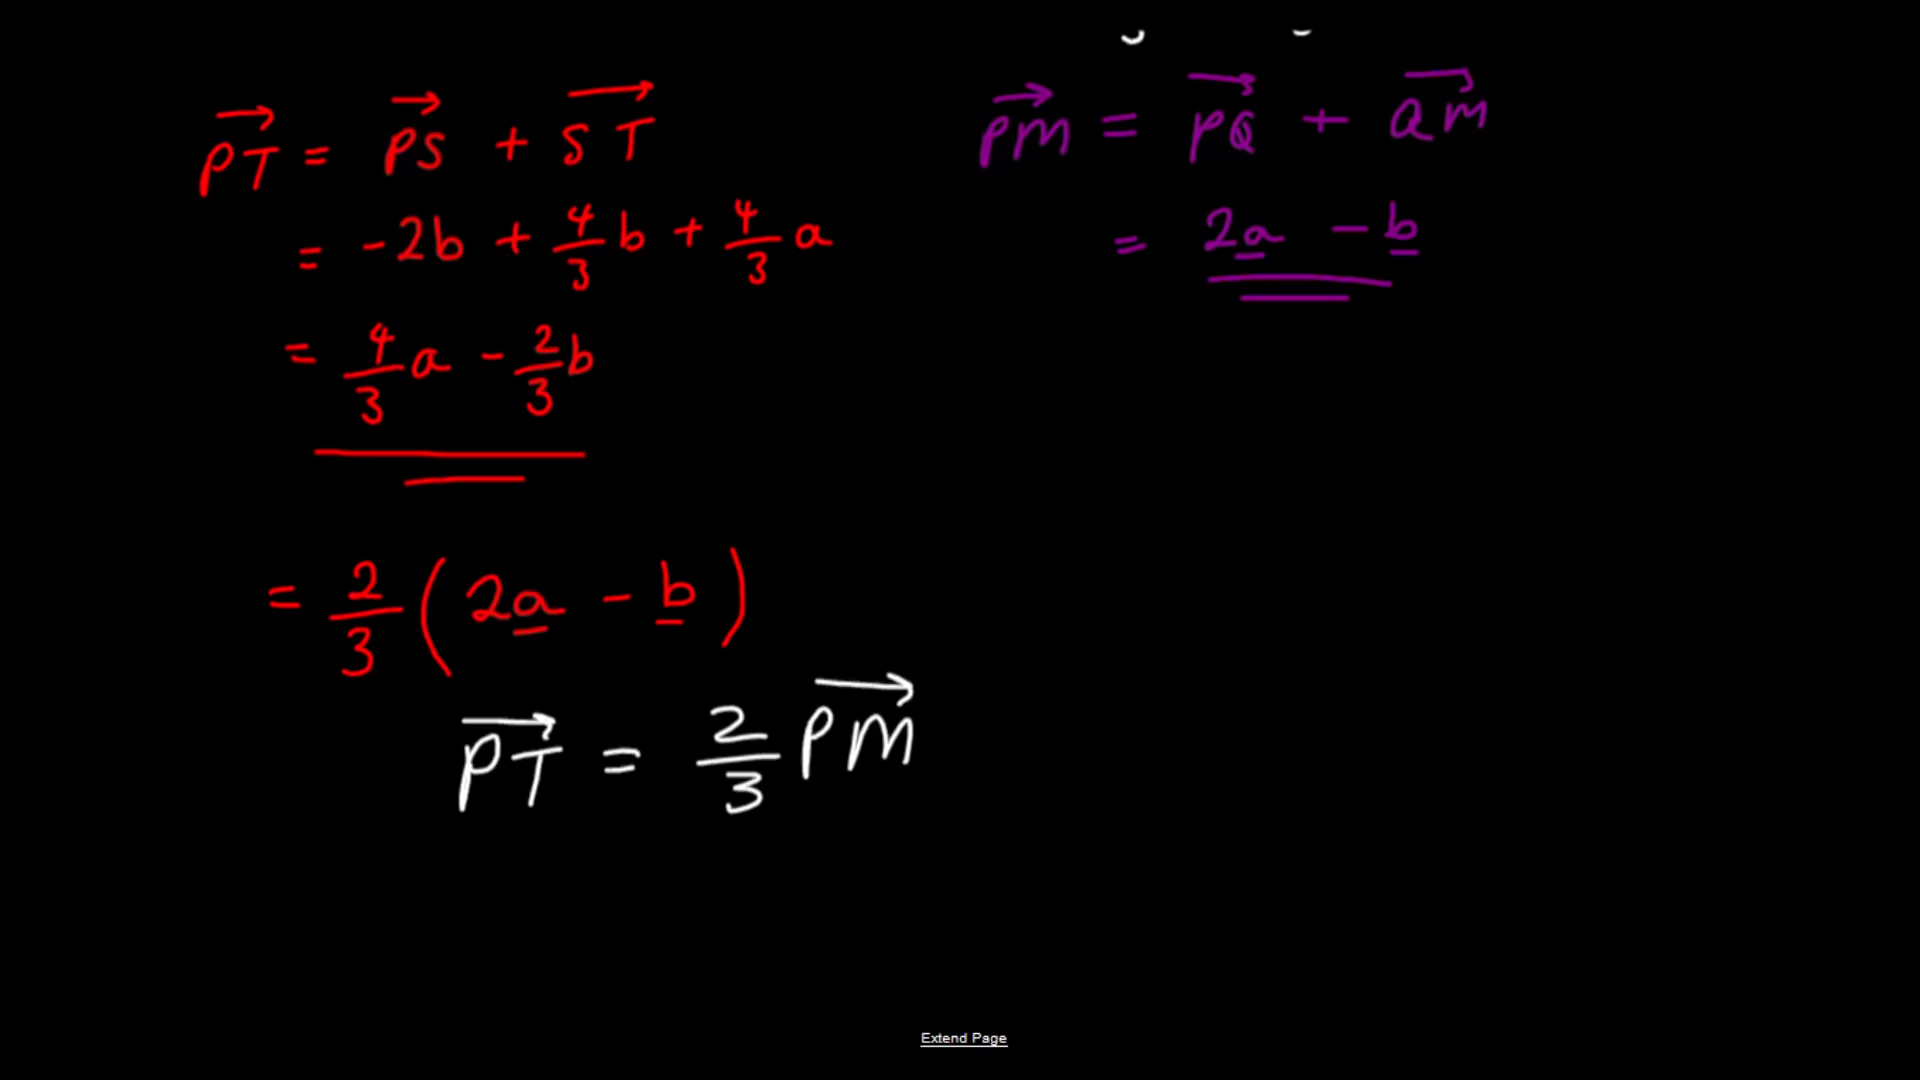 PT = PS + ST
= -2b + 4/3 b + 4/3 a
= 4/3 a - 2/3 b
= 2/3 (2a - b)
PT = 2/3 PM
PM = PQ + QM
= 2a - b
Extend Page